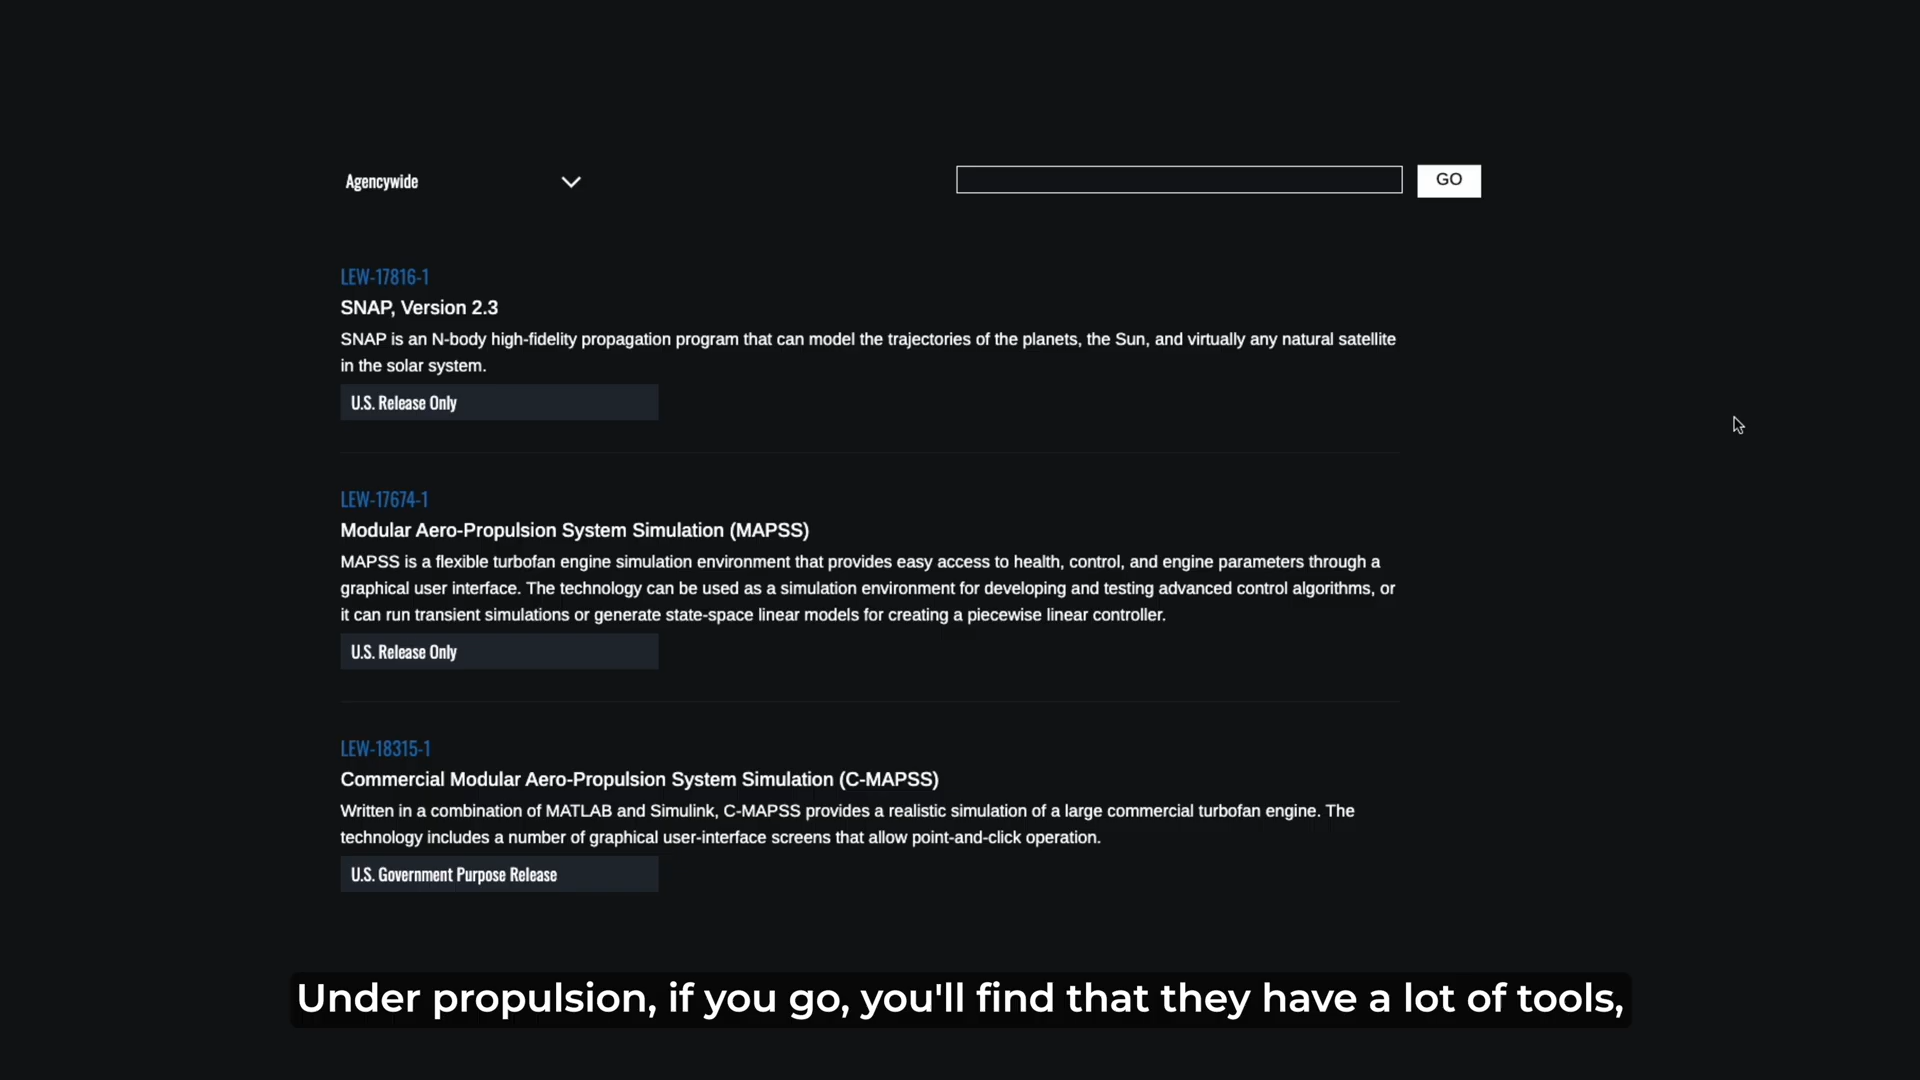 Agencywide
GO
LEW-17816-1
SNAP, Version 2.3
SNAP is an N-body high-fidelity propagation program that can model the trajectories of the planets, the Sun, and virtually any natural satellite
in the solar system.
U.S. Release Only
LEW-17674-1
Modular Aero-Propulsion System Simulation (MAPSS)
MAPSS is a flexible turbofan engine simulation environment that provides easy access to health, control, and engine parameters through a
graphical user interface. The technology can be used as a simulation environment for developing and testing advanced control algorithms, or
it can run transient simulations or generate state-space linear models for creating a piecewise linear controller.
U.S. Release Only
LEW-18315-1
Commercial Modular Aero-Propulsion System Simulation (C-MAPSS)
Written in a combination of MATLAB and Simulink, C-MAPSS provides a realistic simulation of a large commercial turbofan engine. The
technology includes a number of graphical user-interface screens that allow point-and-click operation.
U.S. Government Purpose Release
Under propulsion, if you go, you'll find that they have a lot of tools,